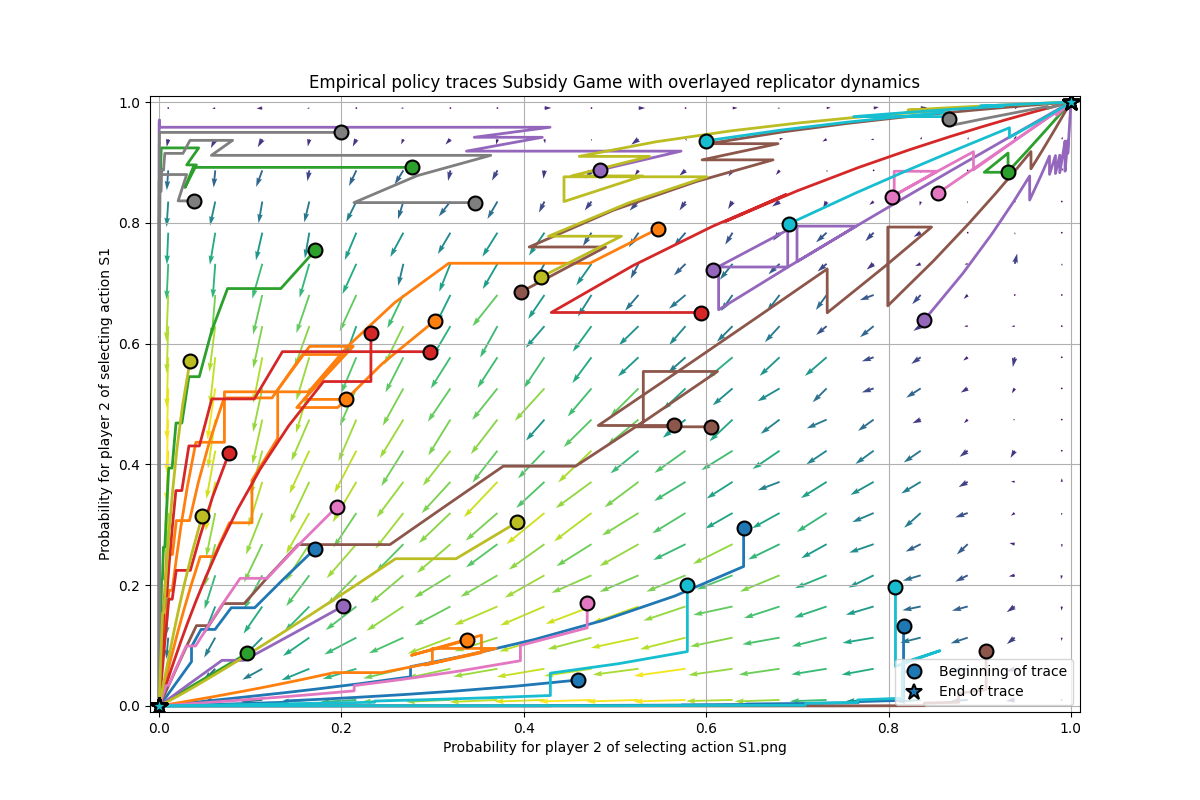 Empirical policy traces Subsidy Game with overlayed replicator dynamics
Probability for player 2 of selecting action S1
1.0
0.8
0.6
0.4
0.2
0.0
0.0 0.2 0.4 0.6 0.8 1.0
Beginning of trace
End of trace
Probability for player 2 of selecting action S1.png